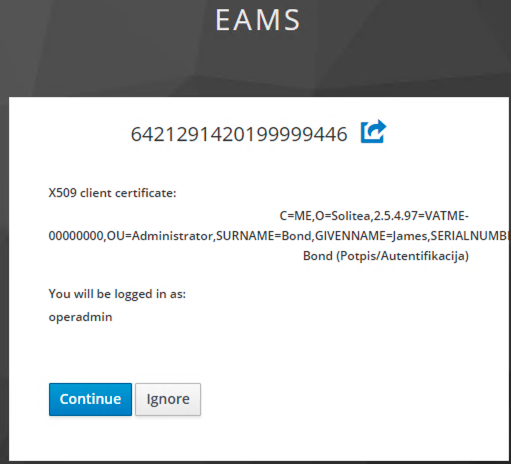 EAMS
6421291420199999446
X509 client certificate:
C=ME,O=Solitea,2.5.4.97=VATME-
00000000,OU=Administrator,SURNAME=Bond,GIVENNAME=James,SERIALNUMB
Bond (Potpis/Autentifikacija)
You will be logged in as:
operadmin
Continue
Ignore